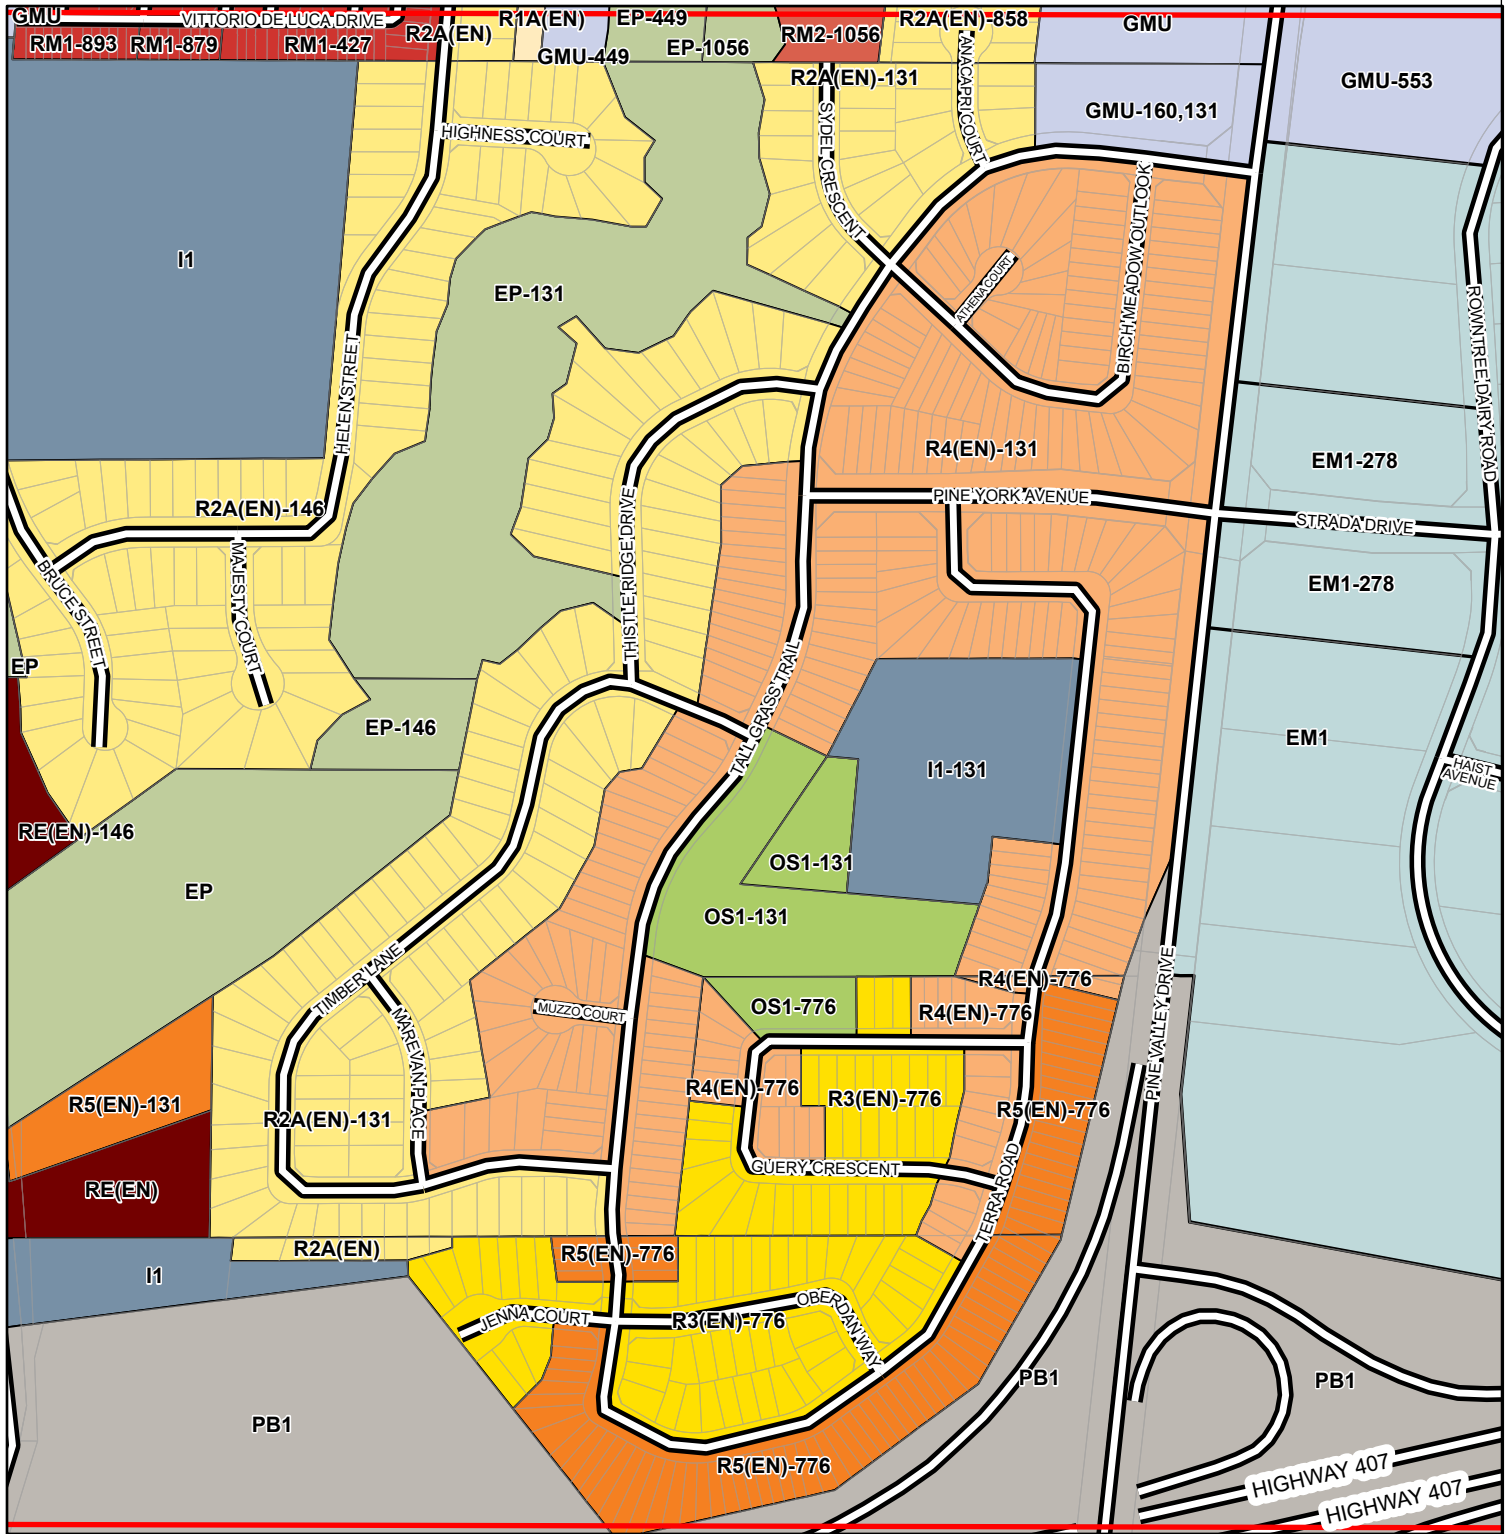 GMU
VITTORIO DE LUCA DRIVE
R2A(EN)
R1A(EN)
EP-449
R2A(EN)-858
GMU
RM1-893
RM1-879
RM1-427
GMU-449
EP-1056
RM2-1056
R2A(EN)-131
ANACAPRI COURT
GMU-553
GMU-160,131
HIGHNESS COURT
SYDEL CRESCENT
BIRCH MEADOW OUTLOOK
I1
EP-131
ATHENA COURT
ROWNTREE DAIRY ROAD
HELEN STREET
R4(EN)-131
EM1-278
R2A(EN)-146
PINE YORK AVENUE
STRADA DRIVE
THISTLE RIDGE DRIVE
MAJESTY COURT
BRUCE STREET
EM1-278
EP
TALL GRASS TRAIL
EP-146
EM1
I1-131
HAIST
AVENUE
RE(EN)-146
OS1-131
EP
OS1-131
TIMBER LANE
PINE VALLEY DRIVE
R4(EN)-776
OS1-776
R4(EN)-776
MUZZO COURT
MAREVAN PLACE
R4(EN)-776
R3(EN)-776
R5(EN)-131
R5(EN)-776
R2A(EN)-131
GUERY CRESCENT
TERRA ROAD
RE(EN)
R2A(EN)
R5(EN)-776
I1
JENNA COURT
R3(EN)-776
OBERDAN WAY
PB1
PB1
PB1
R5(EN)-776
HIGHWAY 407
HIGHWAY 407